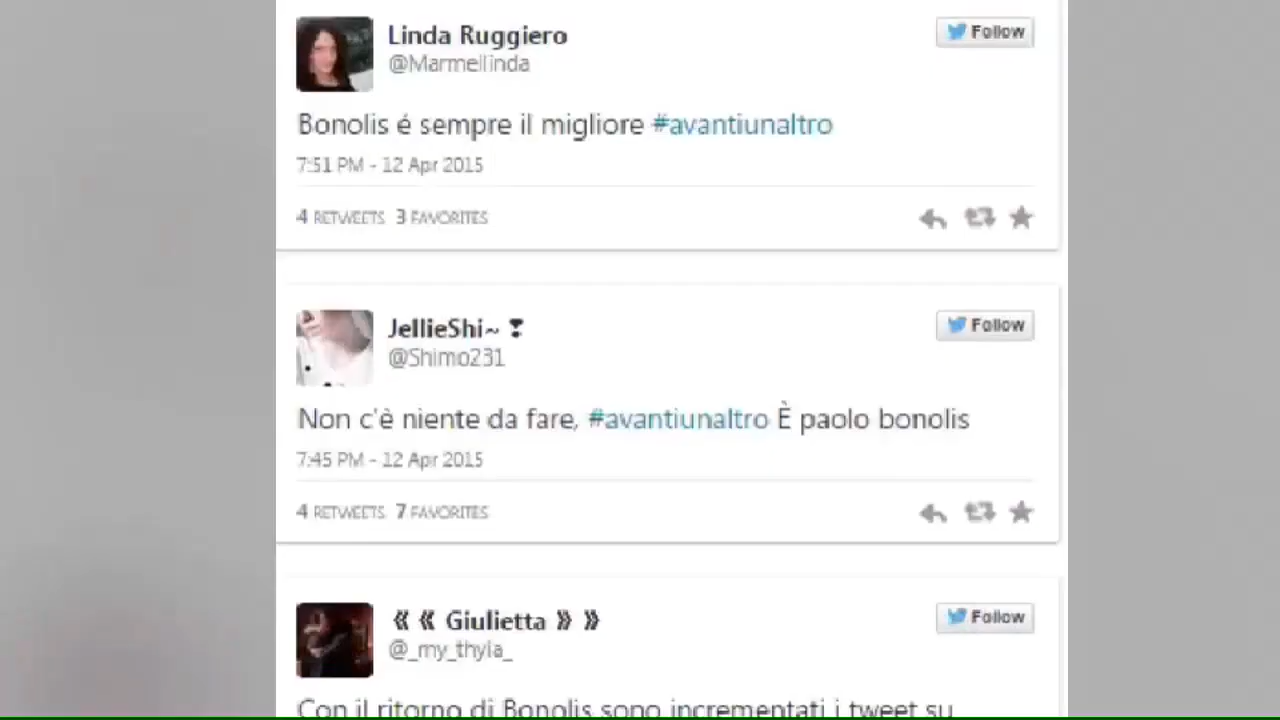 Linda Ruggiero
Follow
@Marmellinda
Bonolis é sempre il migliore #avantiunaltro
7:51 PM - 12 Apr 2015
4 RETWEETS 3 FAVORITES
JellieShi~ ❣
Follow
@Shimo231
Non c'è niente da fare, #avantiunaltro È paolo bonolis
7:45 PM - 12 Apr 2015
4 RETWEETS 7 FAVORITES
⟪ ⟪ Giulietta ⟫ ⟫
Follow
@_my_thyla_
Con il ritorno di Bonolis sono incrementati i tweet su